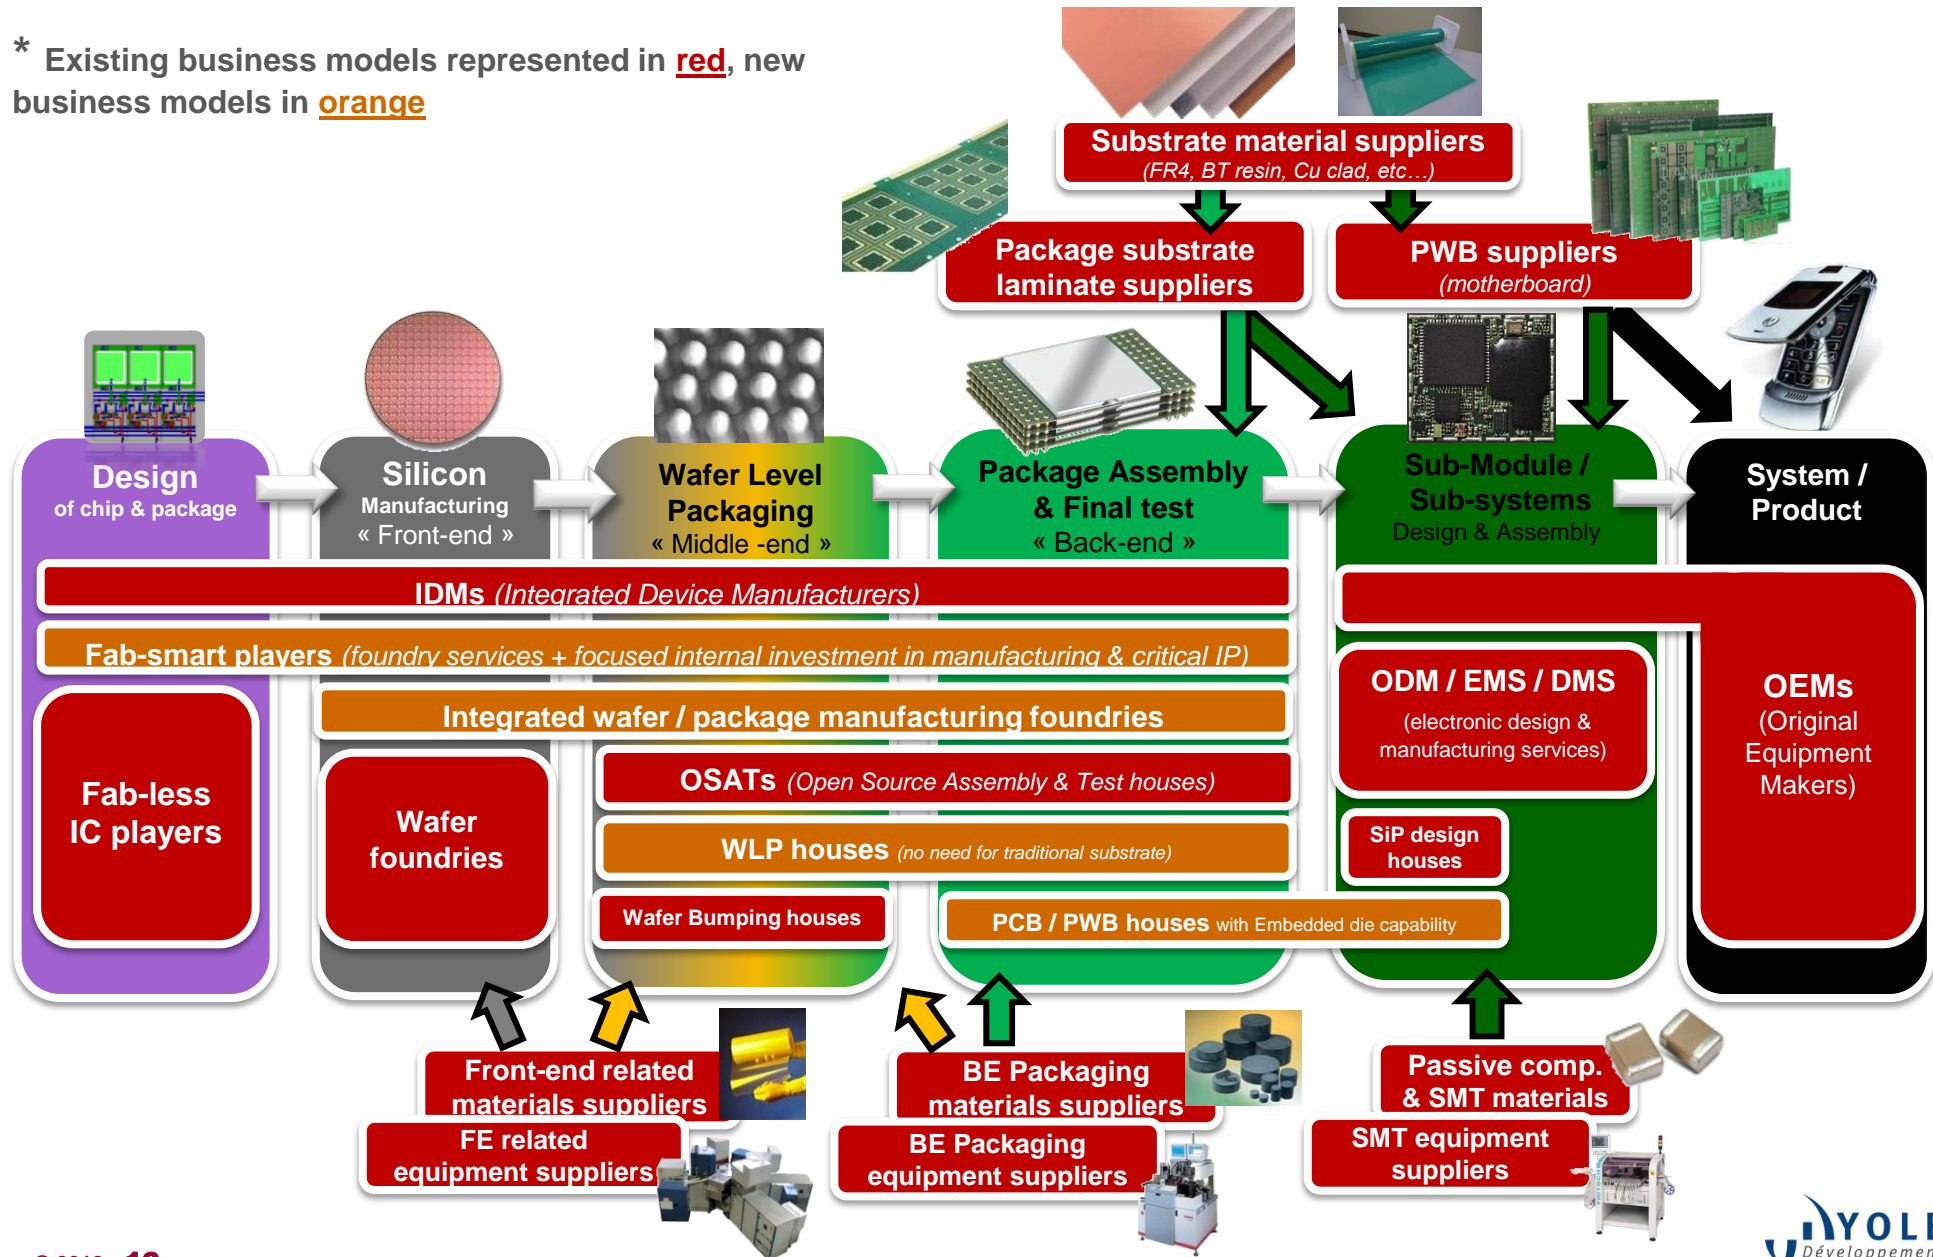 * Existing business models represented in red, new
business models in orange
Substrate material suppliers
(FR4, BT resin, Cu clad, etc…)
Package substrate
laminate suppliers
PWB suppliers
(motherboard)
Design
of chip & package
Silicon
Manufacturing
« Front-end »
Wafer Level
Packaging
« Middle -end »
Package Assembly
& Final test
« Back-end »
Sub-Module /
Sub-systems
Design & Assembly
System /
Product
IDMs (Integrated Device Manufacturers)
Fab-smart players (foundry services + focused internal investment in manufacturing & critical IP)
Integrated wafer / package manufacturing foundries
Fab-less
IC players
Wafer
foundries
OSATs (Open Source Assembly & Test houses)
WLP houses (no need for traditional substrate)
Wafer Bumping houses
PCB / PWB houses with Embedded die capability
ODM / EMS / DMS
(electronic design &
manufacturing services)
SiP design
houses
OEMs
(Original
Equipment
Makers)
Front-end related
materials suppliers
FE related
equipment suppliers
BE Packaging
materials suppliers
BE Packaging
equipment suppliers
Passive comp.
& SMT materials
SMT equipment
suppliers
YOLE
Développement